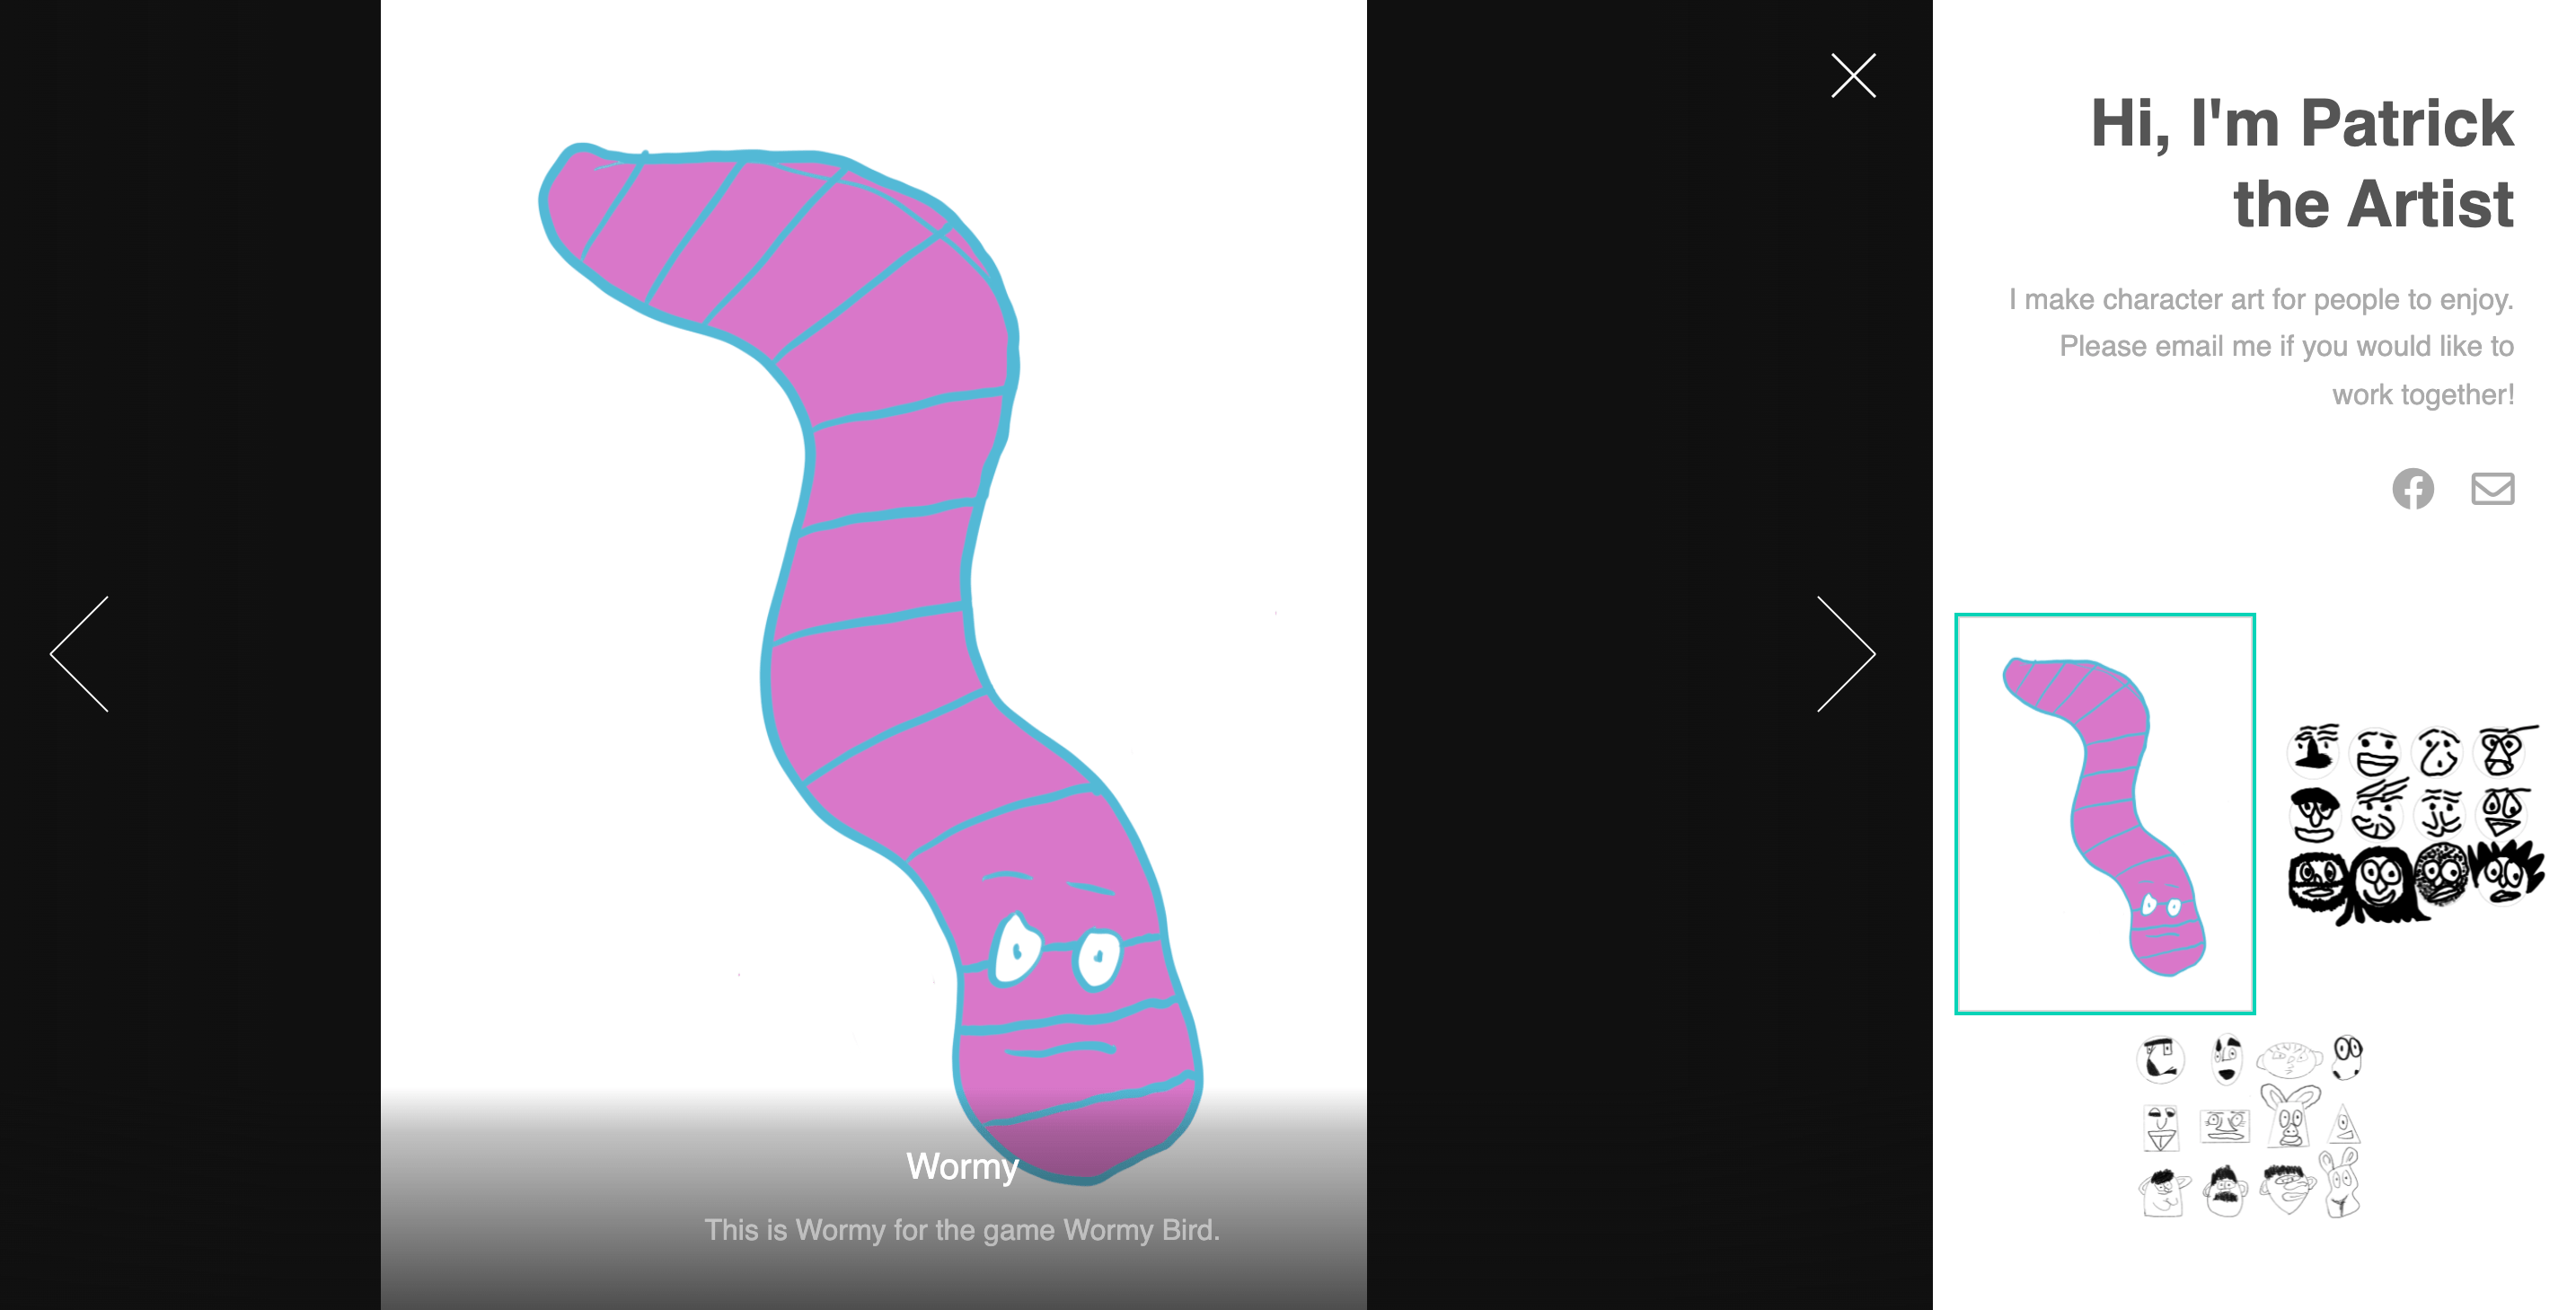 Wormy
This is Wormy for the game Wormy Bird.
Hi, I'm Patrick
the Artist
I make character art for people to enjoy.
Please email me if you would like to
work together!